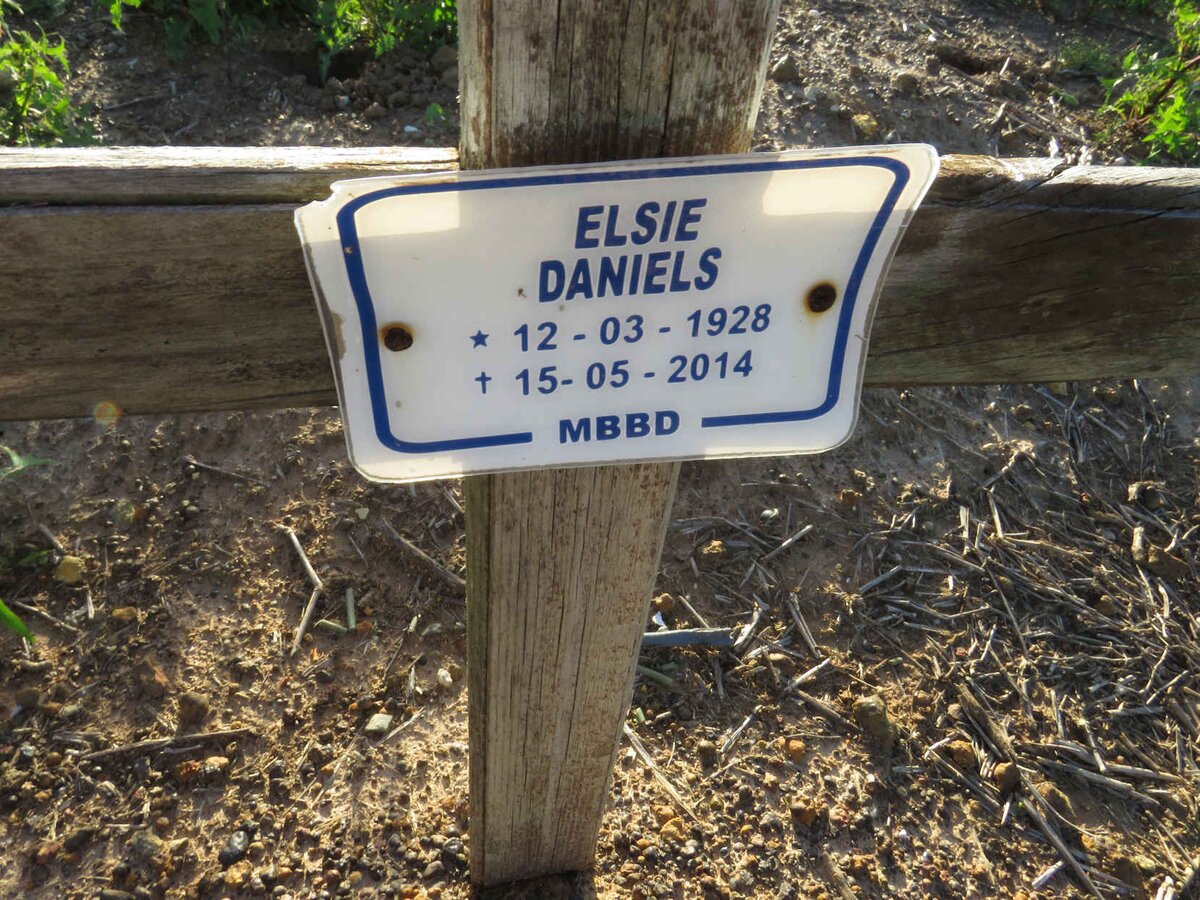 ELSIE
DANIELS
★ 12 - 03 - 1928
✝ 15- 05 - 2014
MBBD